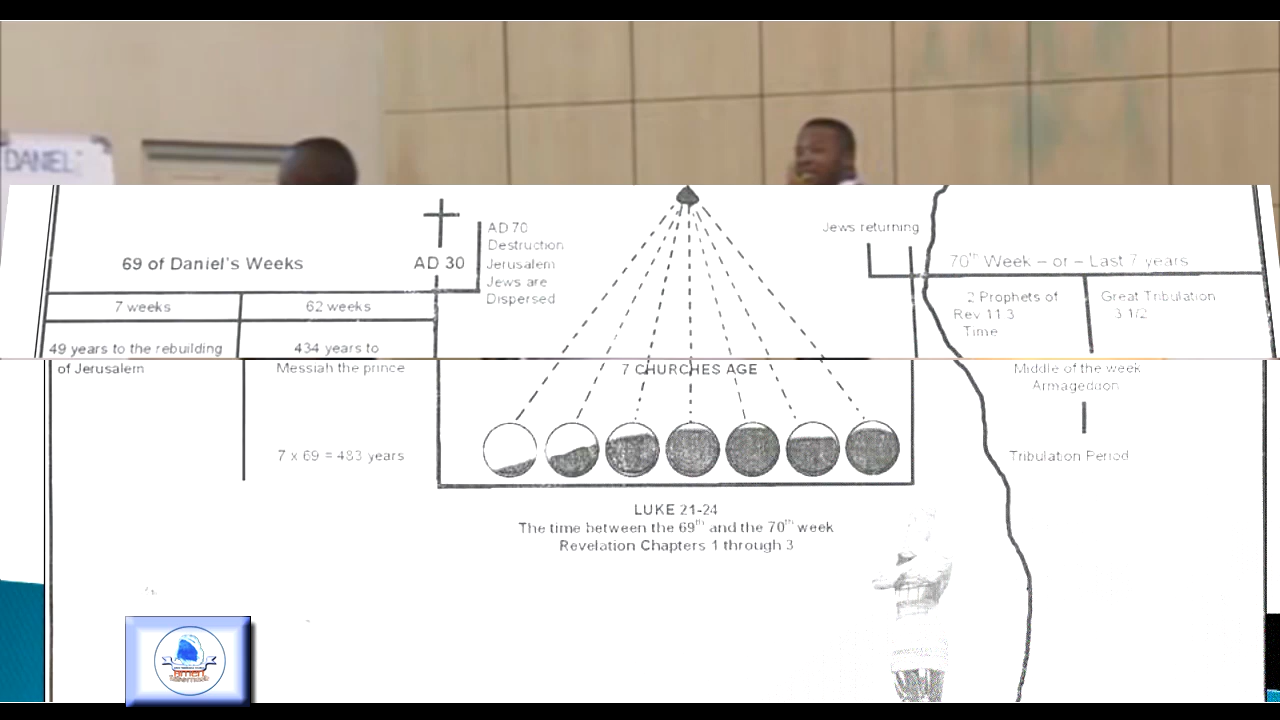 DANIEL
AD 70
Destruction
Jerusalem
Jews are
Dispersed
Jews returning
69 of Daniel's Weeks
AD 30
70th Week – or – Last 7 years
7 weeks
62 weeks
2 Prophets of
Rev 11 3
Time
Great Tribulation
3 1/2
49 years to the rebuilding
of Jerusalem
434 years to
Messiah the prince
7 CHURCHES AGE
Middle of the week
Armageddon
7 x 69 = 483 years
Tribulation Period
LUKE 21-24
The time between the 69th and the 70th week
Revelation Chapters 1 through 3